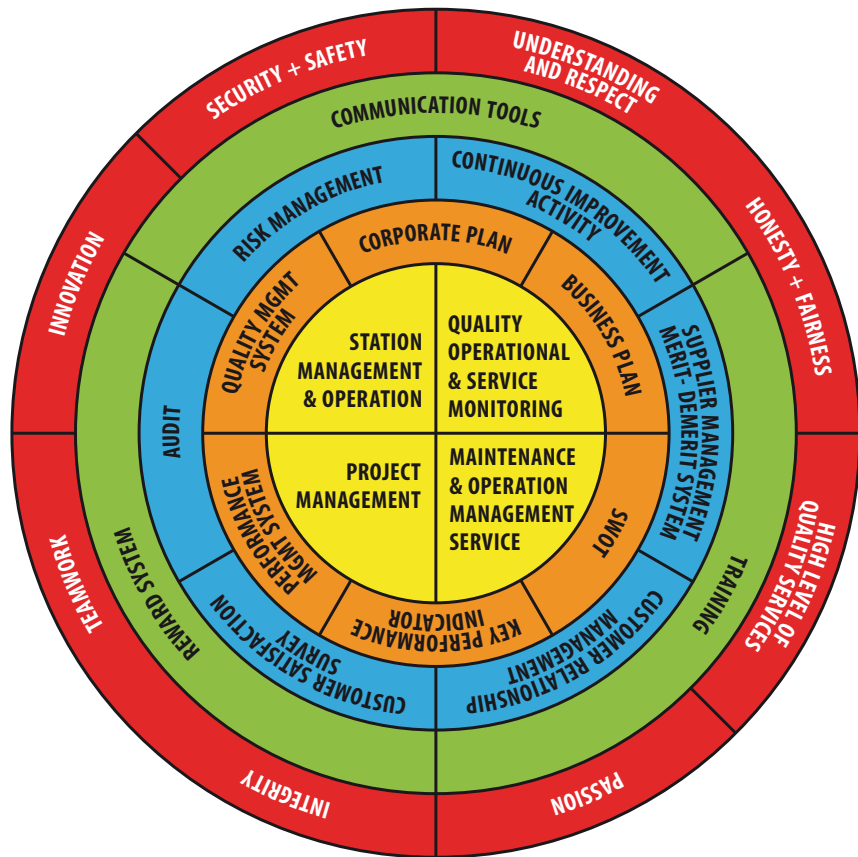 SECURITY + SAFETY
UNDERSTANDING
AND RESPECT
HONESTY + FAIRNESS
HIGH LEVEL OF
QUALITY SERVICES
PASSION
INTEGRITY
TEAMWORK
INNOVATION
COMMUNICATION TOOLS
TRAINING
REWARD SYSTEM
RISK MANAGEMENT
CONTINUOUS IMPROVEMENT
ACTIVITY
SUPPLIER MANAGEMENT
MERIT- DEMERIT SYSTEM
CUSTOMER RELATIONSHIP
MANAGEMENT
CUSTOMER SATISFACTION
SURVEY
AUDIT
CORPORATE PLAN
BUSINESS PLAN
SWOT
KEY PERFORMANCE
INDICATOR
PERFORMANCE
MGMT SYSTEM
QUALITY MGMT
SYSTEM
STATION
MANAGEMENT
& OPERATION
QUALITY
OPERATIONAL
& SERVICE
MONITORING
PROJECT
MANAGEMENT
MAINTENANCE
& OPERATION
MANAGEMENT
SERVICE